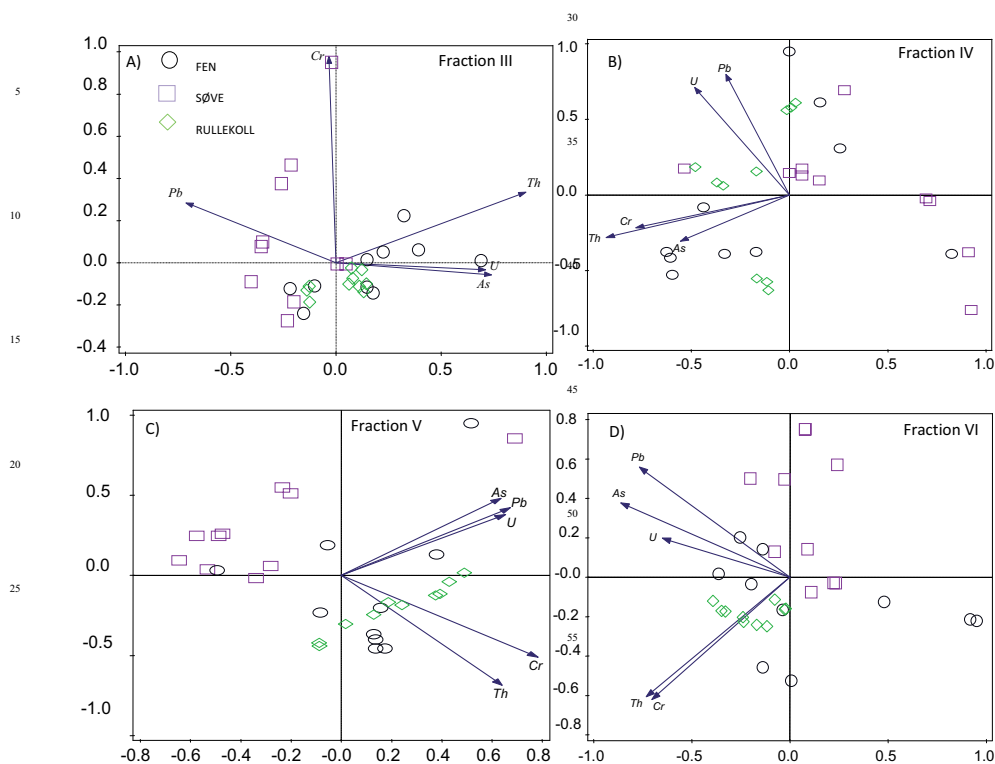 30
1.0
A)
Cr
Fraction III
FEN
SØVE
RULLEKOLL
5
0.8
0.6
0.4
Pb
Th
10
0.2
0.0
U
As
-0.2
15
-0.4
-1.0
-0.5
0.0
0.5
1.0
B)
Pb
U
Fraction IV
0.5
35
0.0
Cr
Th
As
-0.5
40
-1.0
-1.0
-0.5
0.0
0.5
1.0
45
1.0
C)
Fraction V
20
0.5
As
Pb
U
0.0
25
-0.5
Cr
Th
-1.0
-0.8
-0.6
-0.4
-0.2
-0.0
0.2
0.4
0.6
0.8
0.8
D)
Fraction VI
0.6
Pb
As
0.4
50
U
0.2
-0.0
-0.2
55
-0.4
-0.6
Th
Cr
-0.8
-1.0
-0.5
0.0
0.5
1.0